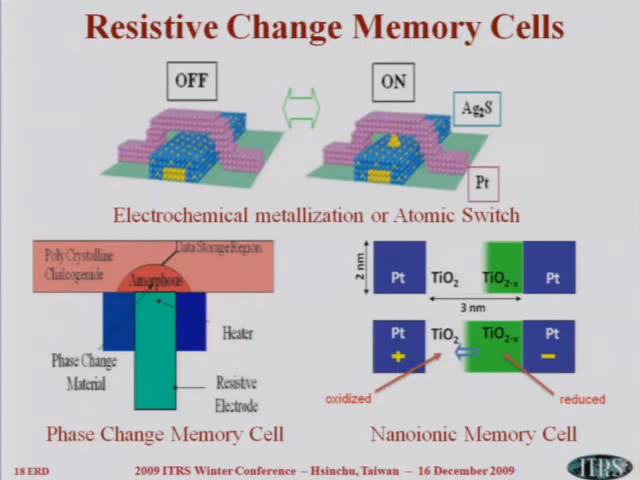 Resistive Change Memory Cells
OFF
ON
Ag₂S
Pt
Electrochemical metallization or Atomic Switch
Data Storage Region
Poly Crystalline
Chalcogenide
Amorphous
Heater
Phase Change
Material
Resistive
Electrode
Phase Change Memory Cell
2 nm
Pt
TiO₂
TiO₂₋ₓ
Pt
3 nm
Pt
TiO₂
TiO₂₋ₓ
Pt
+
–
oxidized
reduced
Nanoionic Memory Cell
18 ERD
2009 ITRS Winter Conference – Hsinchu, Taiwan – 16 December 2009
ITRS